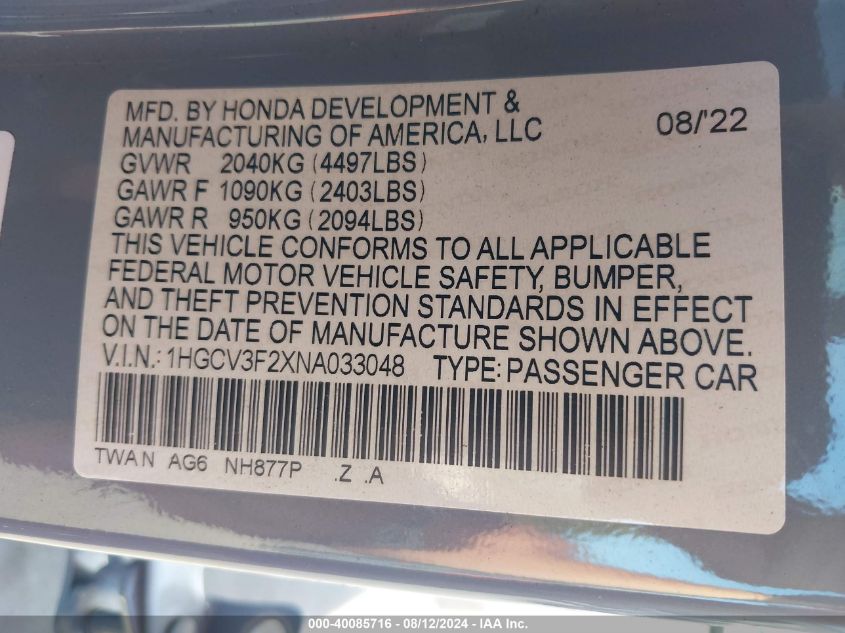 MFD. BY HONDA DEVELOPMENT &
MANUFACTURING OF AMERICA, LLC 08/'22
GVWR 2040KG (4497LBS)
GAWR F 1090KG (2403LBS)
GAWR R 950KG (2094LBS)
THIS VEHICLE CONFORMS TO ALL APPLICABLE
FEDERAL MOTOR VEHICLE SAFETY, BUMPER,
AND THEFT PREVENTION STANDARDS IN EFFECT
ON THE DATE OF MANUFACTURE SHOWN ABOVE.
V.I.N.: 1HGCV3F2XNA033048 TYPE: PASSENGER CAR
TWAN AG6 NH877P .Z .A
000-40085716 - 08/12/2024 - IAA Inc.